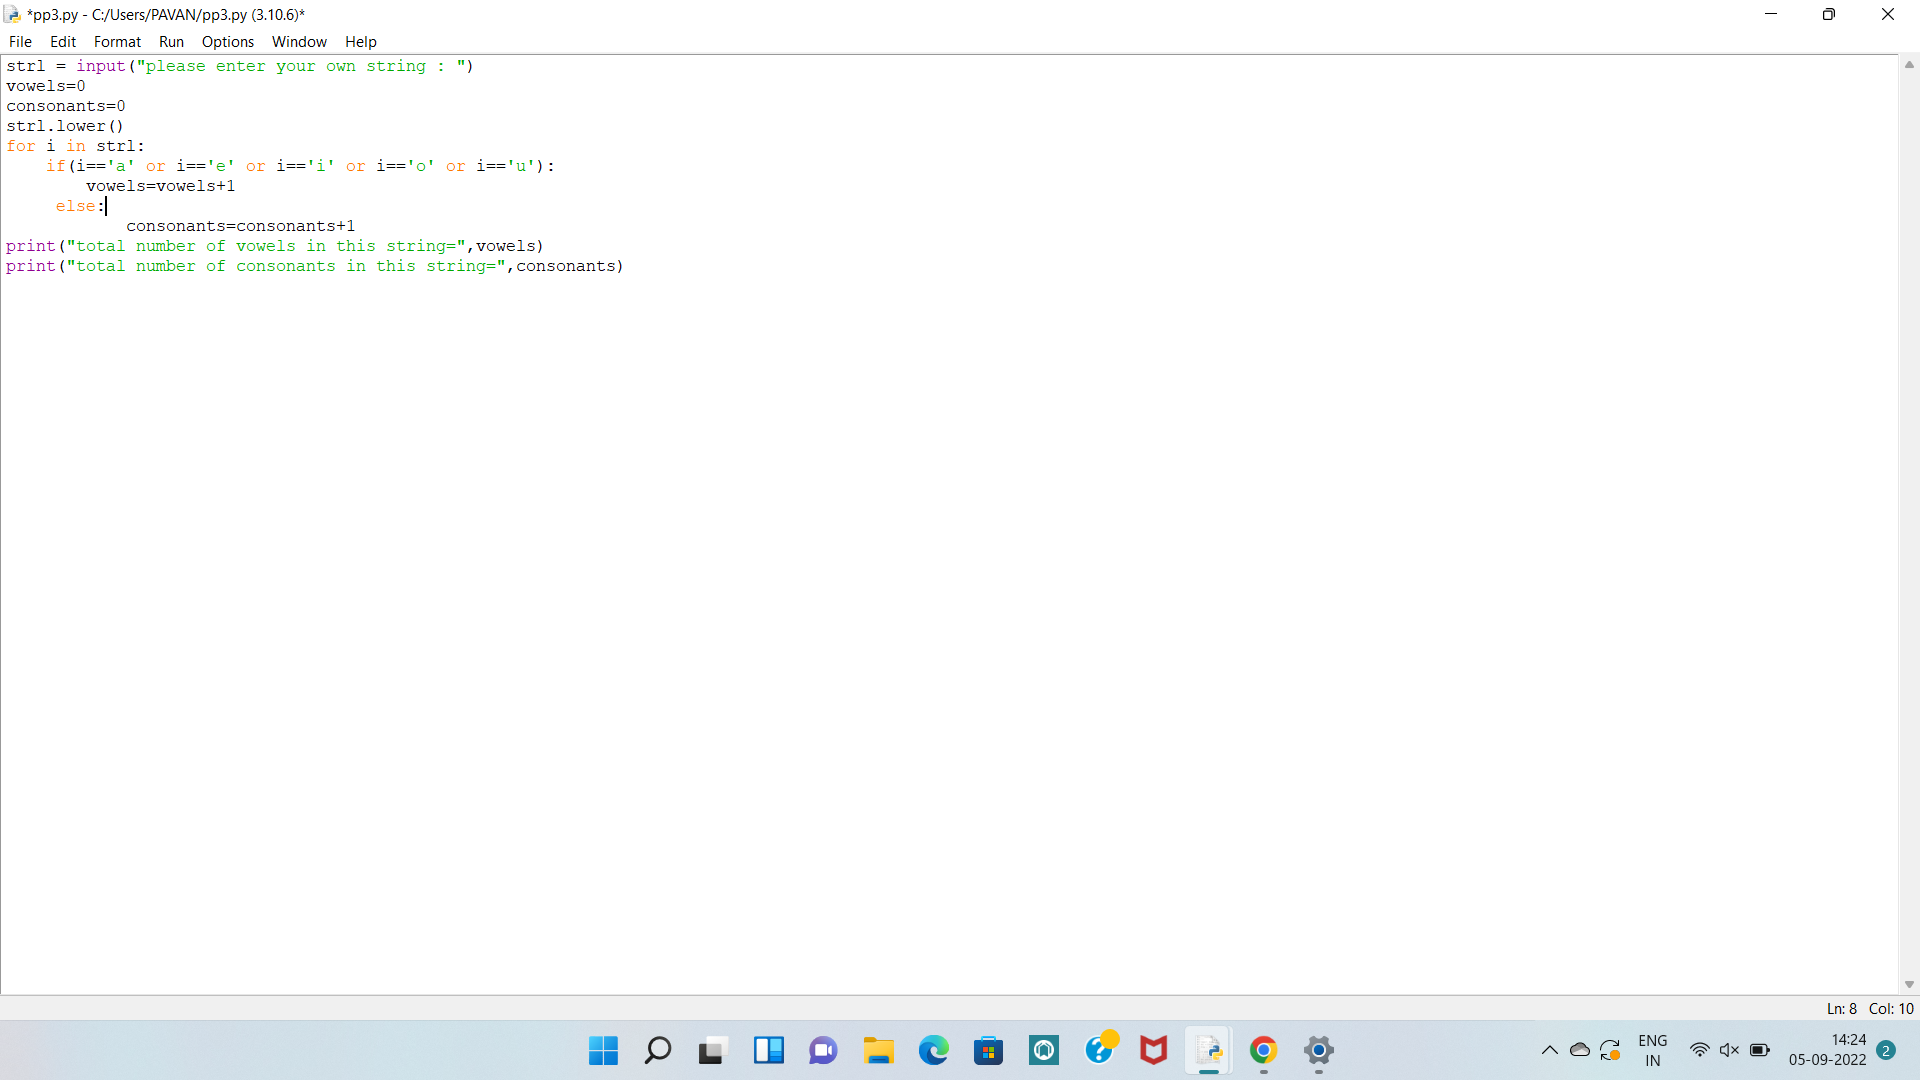 *pp3.py - C:/Users/PAVAN/pp3.py (3.10.6)*
File Edit Format Run Options Window Help
strl = input("please enter your own string : ")
vowels=0
consonants=0
strl.lower()
for i in strl:
    if(i=='a' or i=='e' or i=='i' or i=='o' or i=='u'):
        vowels=vowels+1
     else:
            consonants=consonants+1
print("total number of vowels in this string=",vowels)
print("total number of consonants in this string=",consonants)
Ln: 8 Col: 10
ENG
IN
14:24
05-09-2022
2